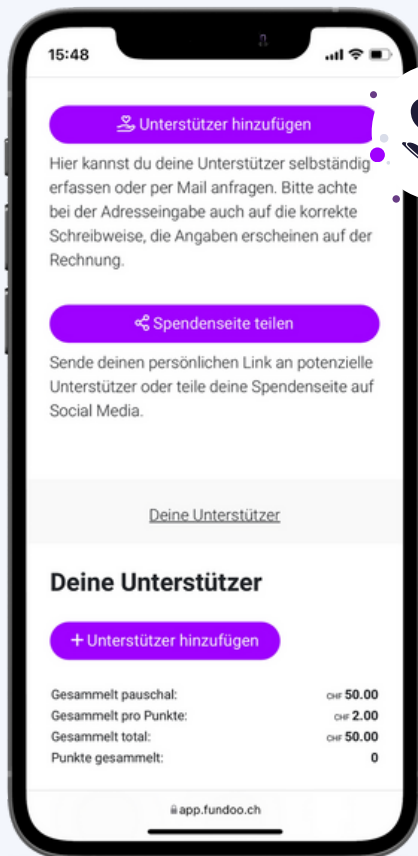 15:48
Unterstützer hinzufügen
Hier kannst du deine Unterstützer selbständig
erfassen oder per Mail anfragen. Bitte achte
bei der Adresseingabe auch auf die korrekte
Schreibweise, die Angaben erscheinen auf der
Rechnung.
Spendenseite teilen
Sende deinen persönlichen Link an potenzielle
Unterstützer oder teile deine Spendenseite auf
Social Media.
Deine Unterstützer
Deine Unterstützer
+ Unterstützer hinzufügen
Gesammelt pauschal: CHF 50.00
Gesammelt pro Punkte: CHF 2.00
Gesammelt total: CHF 50.00
Punkte gesammelt: 0
app.fundoo.ch